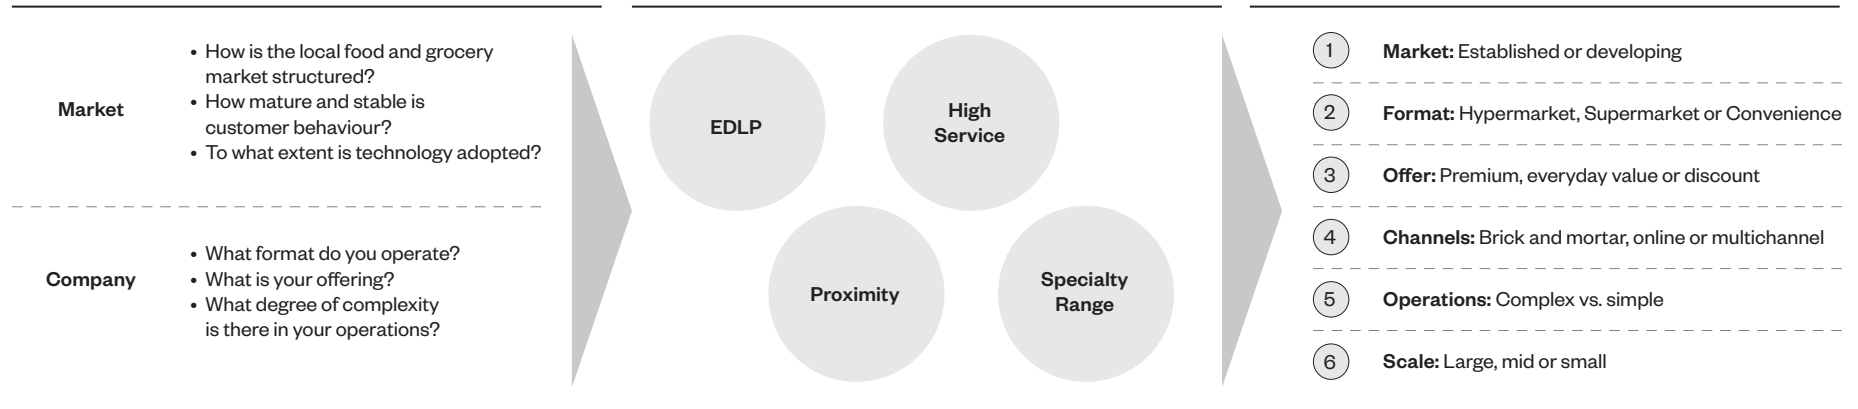 Market
• How is the local food and grocery
market structured?
• How mature and stable is
customer behaviour?
• To what extent is technology adopted?
Company
• What format do you operate?
• What is your offering?
• What degree of complexity
is there in your operations?
EDLP
High
Service
Proximity
Specialty
Range
1 Market: Established or developing
2 Format: Hypermarket, Supermarket or Convenience
3 Offer: Premium, everyday value or discount
4 Channels: Brick and mortar, online or multichannel
5 Operations: Complex vs. simple
6 Scale: Large, mid or small